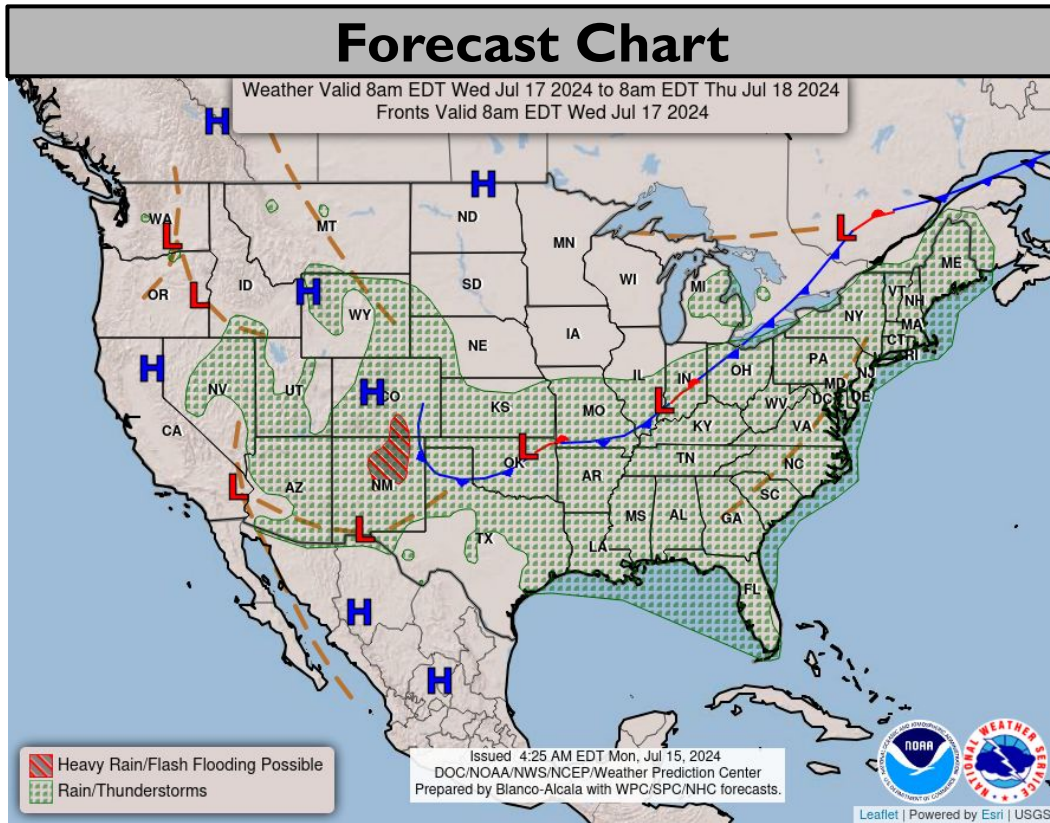 Forecast Chart
Weather Valid 8am EDT Wed Jul 17 2024 to 8am EDT Thu Jul 18 2024
Fronts Valid 8am EDT Wed Jul 17 2024
H
H
WA
L
MT
ND
MN
L
ME
OR
L
ID
H
WY
SD
WI
MI
VT
NH
NY
MA
CT
RI
H
NV
UT
H
CO
NE
IA
IL
IN
OH
PA
NJ
MD
DE
DC
CA
KS
MO
L
WV
VA
KY
L
AZ
NM
L
OK
AR
TN
NC
SC
L
TX
LA
MS
AL
GA
FL
H
H
Heavy Rain/Flash Flooding Possible
Rain/Thunderstorms
Issued 4:25 AM EDT Mon, Jul 15, 2024
DOC/NOAA/NWS/NCEP/Weather Prediction Center
Prepared by Blanco-Alcala with WPC/SPC/NHC forecasts.
NOAA
NATIONAL WEATHER SERVICE
Leaflet | Powered by Esri | USGS